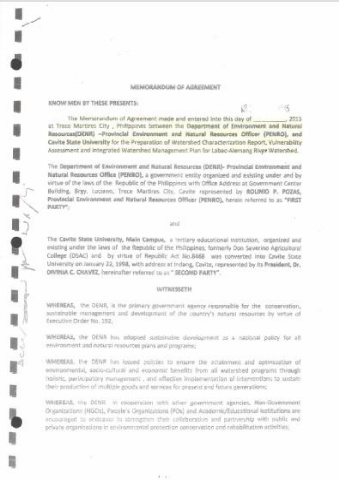 MEMORANDUM OF AGREEMENT
KNOW MEN BY THESE PRESENTS:
The Memorandum of Agreement made and entered into this day of __________, 2013
at Trece Martires City, Philippines between the Department of Environment and Natural
Resources(DENR) –Provincial Environment and Natural Resources Officer (PENRO), and
Cavite State University for the Preparation of Watershed Characterization Report, Vulnerability
Assessment and Integrated Watershed Management Plan for Labac-Alemang River Watershed.
The Department of Environment and Natural Resources (DENR)- Provincial Environment and
Natural Resources Office (PENRO), a government entity organized and existing under and by
virtue of the laws of the Republic of the Philippines with Office Address at Government Center
Building, Brgy. Luciano, Trece Martires City, Cavite represented by ROLINIO P. POZAS,
Provincial Environment and Natural Resources Officer (PENRO), hereto referred to as "FIRST
PARTY";
and
The Cavite State University, Main Campus, a tertiary educational institution, organized and
existing under the laws of the Republic of the Philippines, formerly Don Severino Agricultural
College (DSAC) and by virtue of Republic Act No.8468 was converted into Cavite State
University on January 22, 1998, with address at Indang, Cavite, represented by its President, Dr.
DIVINIA C. CHAVEZ, hereinafter referred to as " SECOND PARTY".
WITNESSETH
WHEREAS, the DENR, is the primary government agency responsible for the conservation,
sustainable management and development of the country's natural resources by virtue of
Executive Order No. 192;
WHEREAS, the DENR has adopted sustainable development as a national policy for all
environment and natural resources plans and programs;
WHEREAS, the DENR has issued policies to ensure the attainment and optimization of
environmental, socio-cultural and economic benefits from all watershed programs through
holistic, participatory management, and effective implementation of interventions to sustain
their production of multiple goods and services for present and future generations;
WHEREAS, the DENR in cooperation with other government agencies, Non-Government
Organizations (NGOs), People's Organizations (POs) and Academic/Educational Institutions are
encouraged to endeavor to strengthen their collaboration and partnership with public and
private organizations in environmental protection conservation and rehabilitation activities;